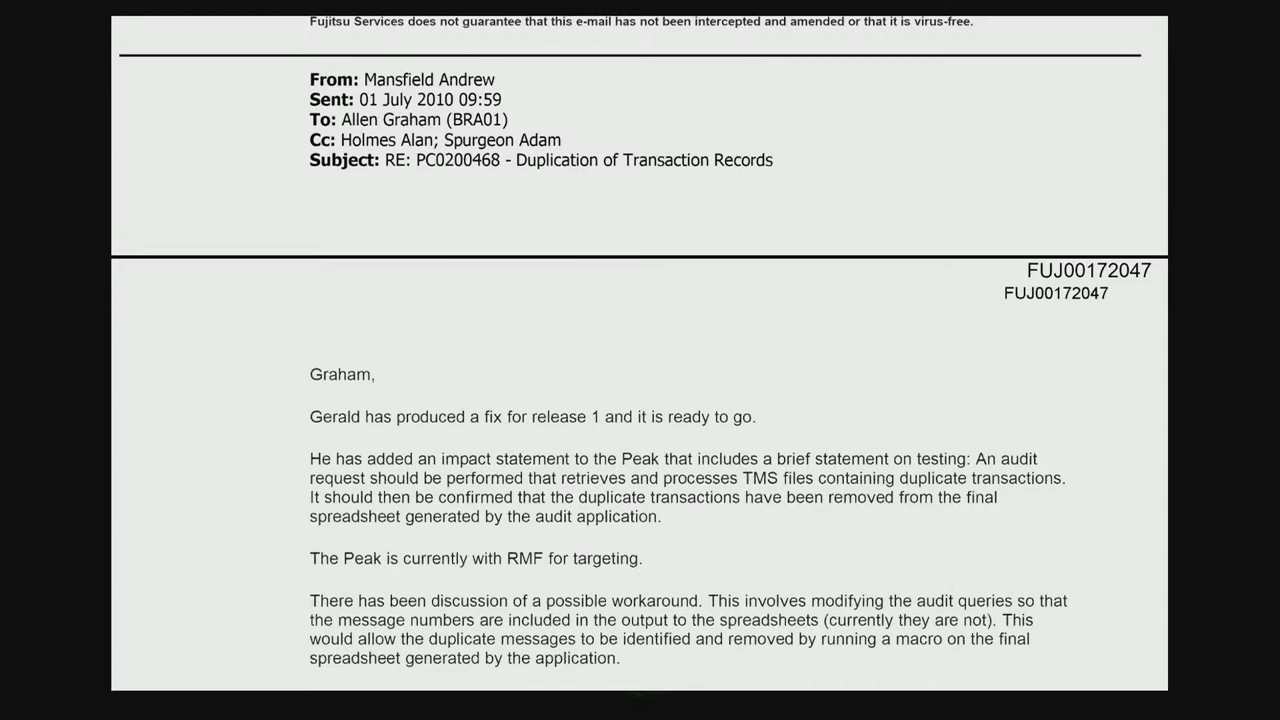 Fujitsu Services does not guarantee that this e-mail has not been intercepted and amended or that it is virus-free.
From: Mansfield Andrew
Sent: 01 July 2010 09:59
To: Allen Graham (BRA01)
Cc: Holmes Alan; Spurgeon Adam
Subject: RE: PC0200468 - Duplication of Transaction Records
FUJ00172047
FUJ00172047
Graham,
Gerald has produced a fix for release 1 and it is ready to go.
He has added an impact statement to the Peak that includes a brief statement on testing: An audit
request should be performed that retrieves and processes TMS files containing duplicate transactions.
It should then be confirmed that the duplicate transactions have been removed from the final
spreadsheet generated by the audit application.
The Peak is currently with RMF for targeting.
There has been discussion of a possible workaround. This involves modifying the audit queries so that
the message numbers are included in the output to the spreadsheets (currently they are not). This
would allow the duplicate messages to be identified and removed by running a macro on the final
spreadsheet generated by the application.